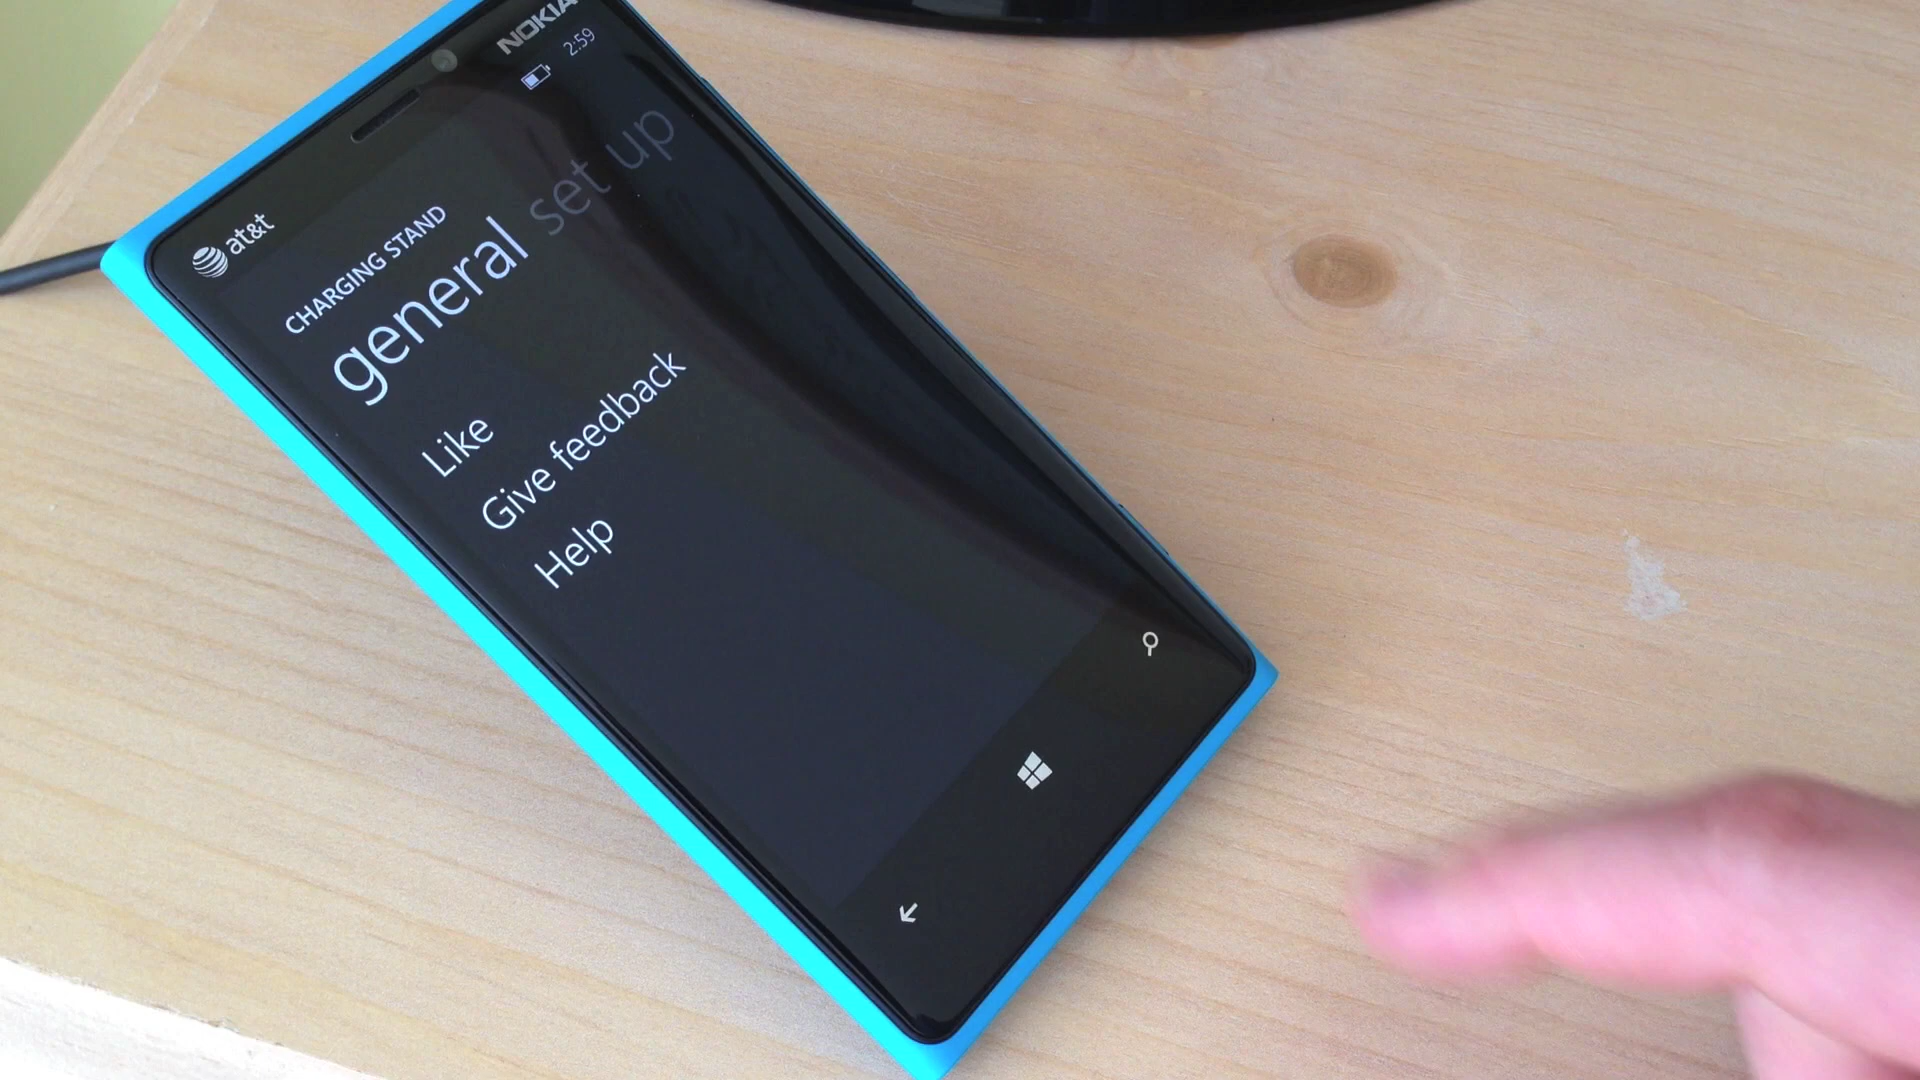 NOKIA
2:59
at&t
CHARGING STAND
general set up
Like
Give feedback
Help